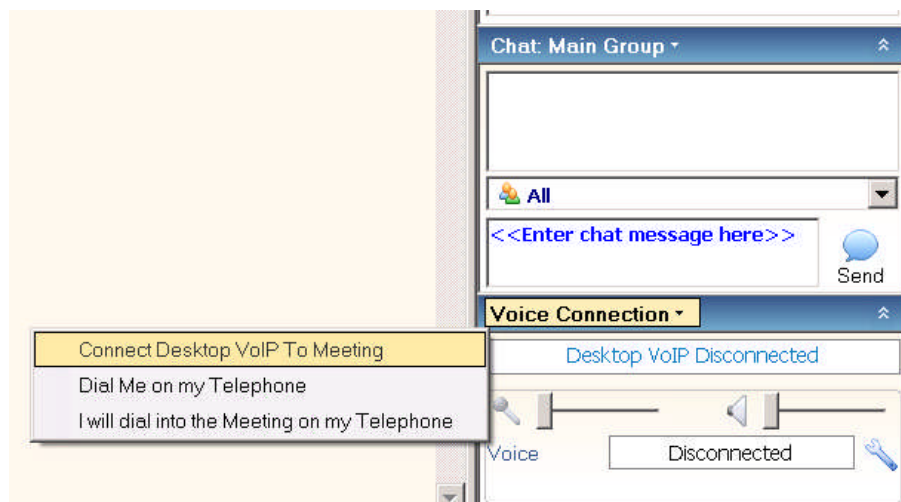 Chat: Main Group
All
<<Enter chat message here>>
Send
Voice Connection
Connect Desktop VoIP To Meeting
Desktop VoIP Disconnected
Dial Me on my Telephone
I will dial into the Meeting on my Telephone
Voice
Disconnected